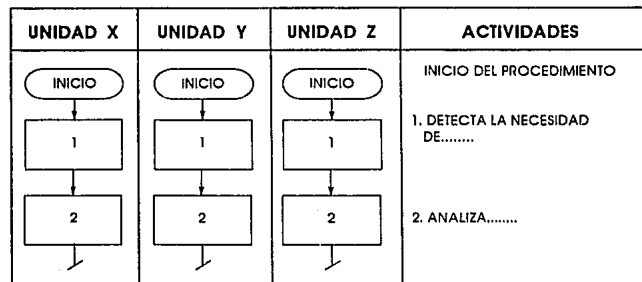 UNIDAD X UNIDAD Y UNIDAD Z ACTIVIDADES
INICIO INICIO INICIO INICIO DEL PROCEDIMIENTO
1 1 1 1. DETECTA LA NECESIDAD
DE........
2 2 2 2. ANALIZA........